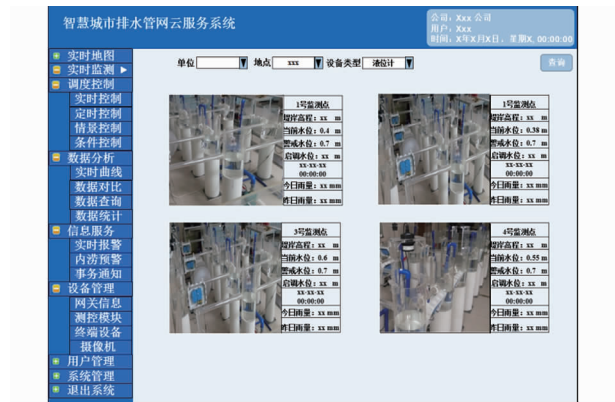 智慧城市排水管网云服务系统
公司：Xxx 公司
用户：Xxx
时间：X年X月X日，星期X, 00:00:00
单位 地点 xxx 设备类型 液位计 查询
实时地图
实时监测
调度控制
实时控制
定时控制
情景控制
条件控制
数据分析
实时曲线
数据对比
数据查询
数据统计
信息服务
实时报警
内涝预警
事务通知
设备管理
网关信息
测控模块
终端设备
摄像机
用户管理
系统管理
退出系统
1号监测点
堤岸高程：xx m
当前水位：0.4 m
警戒水位：0.7 m
启调水位：xx m
xx-xx-xx
00:00:00
今日雨量：xx mm
昨日雨量：xx mm
1号监测点
堤岸高程：xx m
当前水位：0.38 m
警戒水位：0.7 m
启调水位：xx m
xx-xx-xx
00:00:00
今日雨量：xx mm
昨日雨量：xx mm
3号监测点
堤岸高程：xx m
当前水位：0.6 m
警戒水位：0.7 m
启调水位：xx m
xx-xx-xx
00:00:00
今日雨量：xx mm
昨日雨量：xx mm
4号监测点
堤岸高程：xx m
当前水位：0.55 m
警戒水位：0.7 m
启调水位：xx m
xx-xx-xx
00:00:00
今日雨量：xx mm
昨日雨量：xx mm